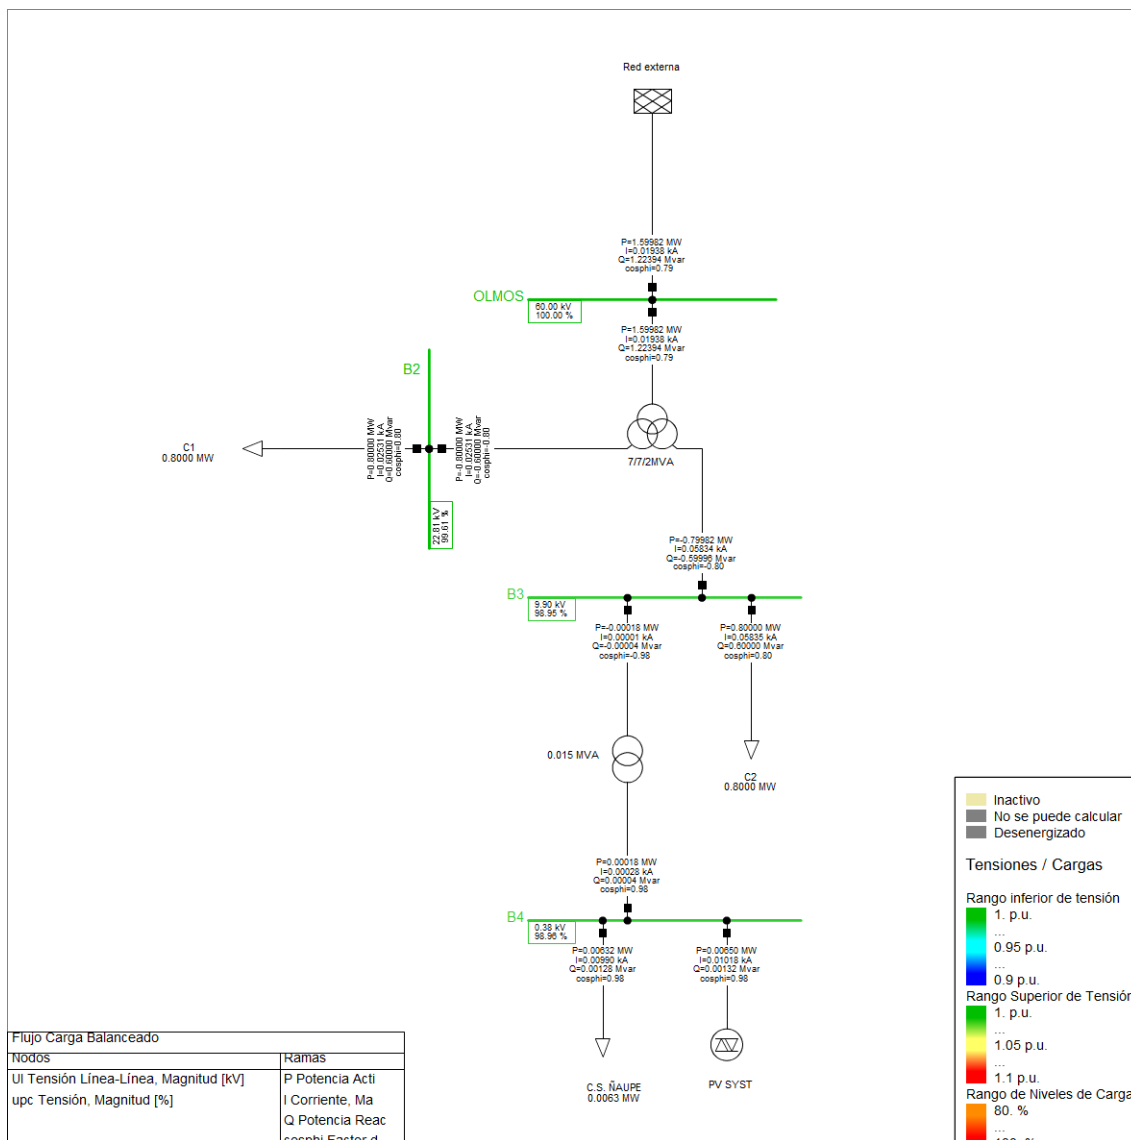 Red externa
P=1.59982 MW
I=0.01938 kA
Q=1.22394 Mvar
cosphi=0.79
OLMOS
60.00 kV
100.00 %
P=1.59982 MW
I=0.01938 kA
Q=1.22394 Mvar
cosphi=0.79
B2
C1
0.8000 MW
P=0.80000 MW
I=0.02531 kA
Q=0.60000 Mvar
cosphi=0.80
P=-0.80000 MW
I=0.02531 kA
Q=-0.60000 Mvar
cosphi=-0.80
22.81 kV
99.61 %
7/7/2MVA
P=-0.79982 MW
I=0.05834 kA
Q=-0.59996 Mvar
cosphi=-0.80
B3
9.90 kV
98.95 %
P=-0.00018 MW
I=0.00001 kA
Q=-0.00004 Mvar
cosphi=-0.98
P=0.80000 MW
I=0.05835 kA
Q=0.60000 Mvar
cosphi=0.80
0.015 MVA
C2
0.8000 MW
P=0.00018 MW
I=0.00028 kA
Q=0.00004 Mvar
cosphi=0.98
B4
0.38 kV
98.96 %
P=0.00632 MW
I=0.00990 kA
Q=0.00128 Mvar
cosphi=0.98
P=0.00650 MW
I=0.01018 kA
Q=0.00132 Mvar
cosphi=0.98
C.S. ÑAUPE
0.0063 MW
PV SYST
Inactivo
No se puede calcular
Desenergizado
Tensiones / Cargas
Rango inferior de tensión
1. p.u.
...
0.95 p.u.
...
0.9 p.u.
Rango Superior de Tensión
1. p.u.
...
1.05 p.u.
...
1.1 p.u.
Rango de Niveles de Carga
80. %
...
Flujo Carga Balanceado
Nodos
Ramas
Ul Tensión Línea-Línea, Magnitud [kV]
P Potencia Acti
upc Tensión, Magnitud [%]
I Corriente, Ma
Q Potencia Reac
cosphi Factor d